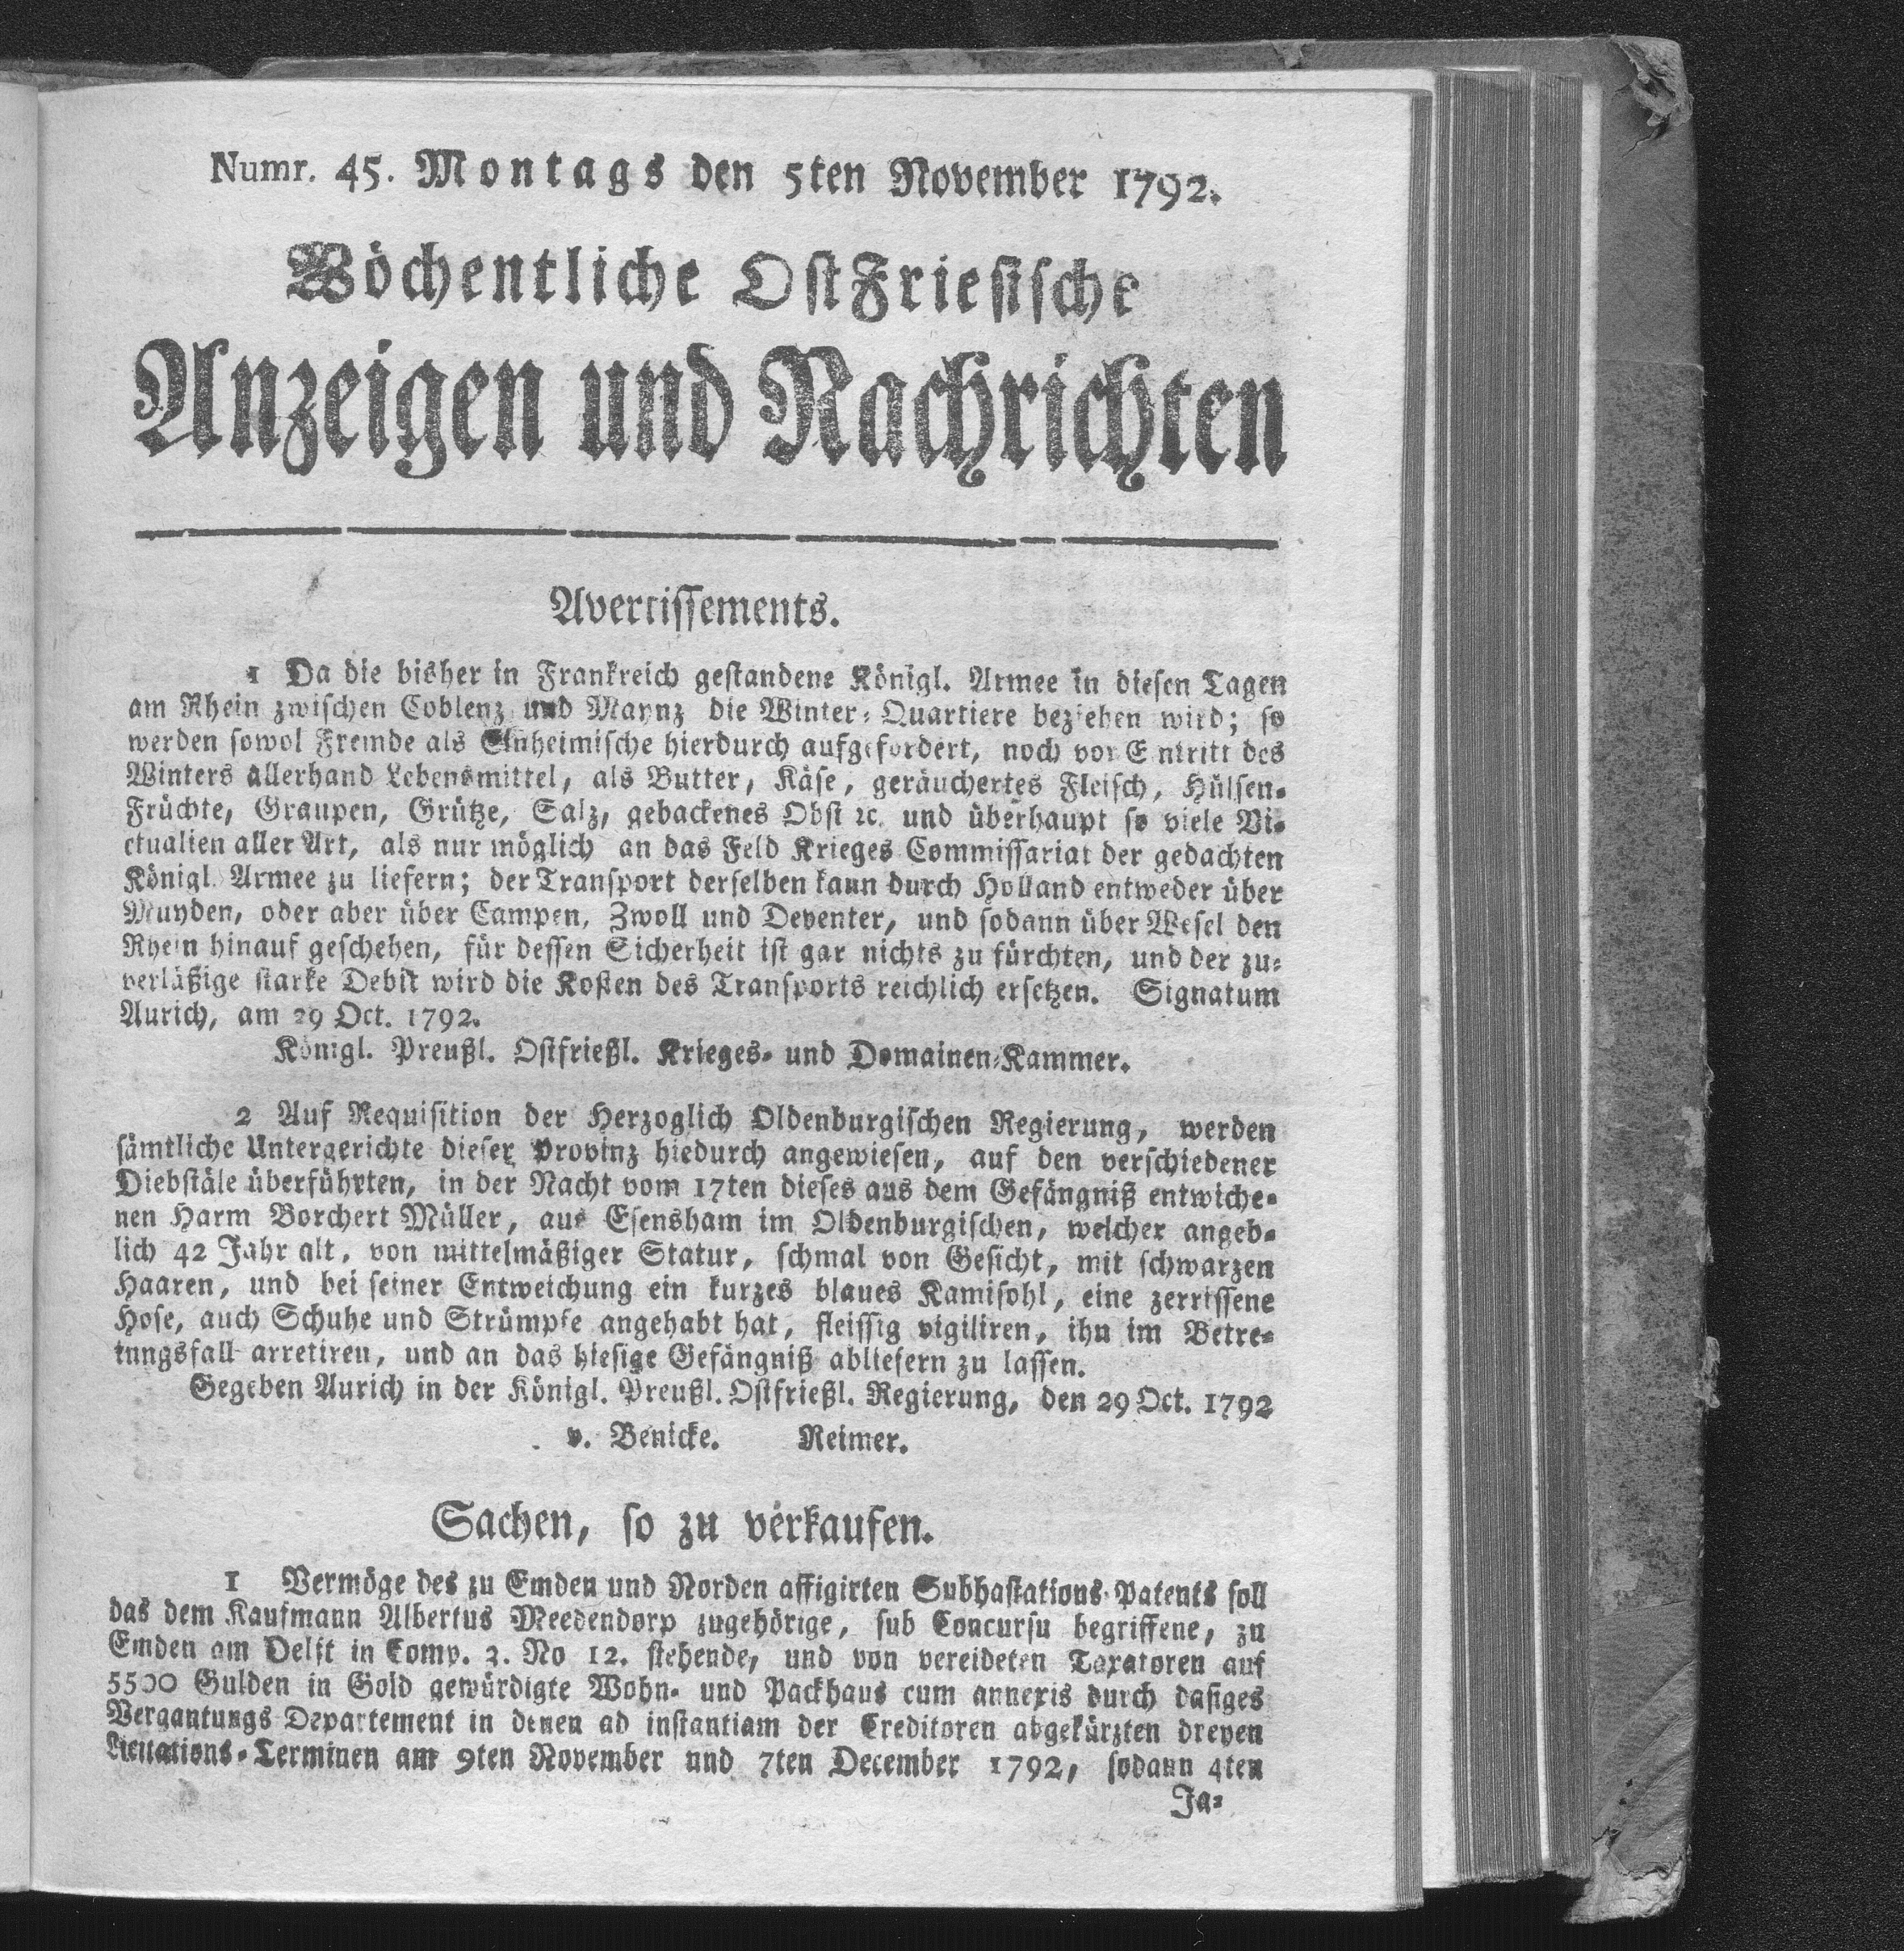 Numr. 45. Montags den 5ten November 1792.
Wöchentliche OstFriesische
Anzeigen und Nachrichten
Avertissements.
1 Da die bisher in Frankreich gestandene Königl. Armee in diesen Tagen
am Rhein zwischen Coblenz und Maynz die Winter-Quartiere beziehen wird; so
werden sowol Fremde als Einheimische hierdurch aufgefordert, noch vor Eintritt des
Winters allerhand Lebensmittel, als Butter, Käse, geräuchertes Fleisch, Hülsen-
Früchte, Graupen, Grütze, Salz, gebackenes Obst ꝛc. und überhaupt so viele Vi-
ctualien aller Art, als nur möglich an das Feld Krieges Commissariat der gedachten
Königl. Armee zu liefern; der Transport derselben kann durch Holland entweder über
Muyden, oder aber über Campen, Zwoll und Deventer, und sodann über Wesel den
Rhein hinauf geschehen, für dessen Sicherheit ist gar nichts zu fürchten, und der zu-
verläßige starke Debit wird die Kosten des Transports reichlich ersetzen. Signatum
Aurich, am 29 Oct. 1792.
Königl. Preußl. Ostfrießl. Krieges- und Domainen-Kammer.
2 Auf Requisition der Herzoglich Oldenburgischen Regierung, werden
sämtliche Untergerichte dieser Provinz hiedurch angewiesen, auf den verschiedener
Diebstäle überführten, in der Nacht vom 17ten dieses aus dem Gefängniß entwiche-
nen Harm Borchert Müller, aus Esensham im Oldenburgischen, welcher angeb-
lich 42 Jahr alt, von mittelmäßiger Statur, schmal von Gesicht, mit schwarzen
Haaren, und bei seiner Entweichung ein kurzes blaues Kamisohl, eine zerrissene
Hose, auch Schuhe und Strümpfe angehabt hat, fleissig vigiliren, ihn im Betre-
tungsfall arretiren, und an das hiesige Gefängniß abliefern zu lassen.
Gegeben Aurich in der Königl. Preußl. Ostfrießl. Regierung, den 29 Oct. 1792
v. Benicke. Reimer.
Sachen, so zu verkaufen.
1 Vermöge des zu Emden und Norden affigirten Subhastations-Patents soll
das dem Kaufmann Albertus Meedendorp zugehörige, sub Concursu begriffene, zu
Emden am Delft in Comp. 3. No 12. stehende, und von vereideten Taxatoren auf
5500 Gulden in Gold gewürdigte Wohn- und Packhaus cum annexis durch dasiges
Vergantungs-Departement in denen ad instantiam der Creditoren abgekürzten dreyen
Licitations-Terminen am 9ten November und 7ten December 1792, sodann 4ten
Ja-